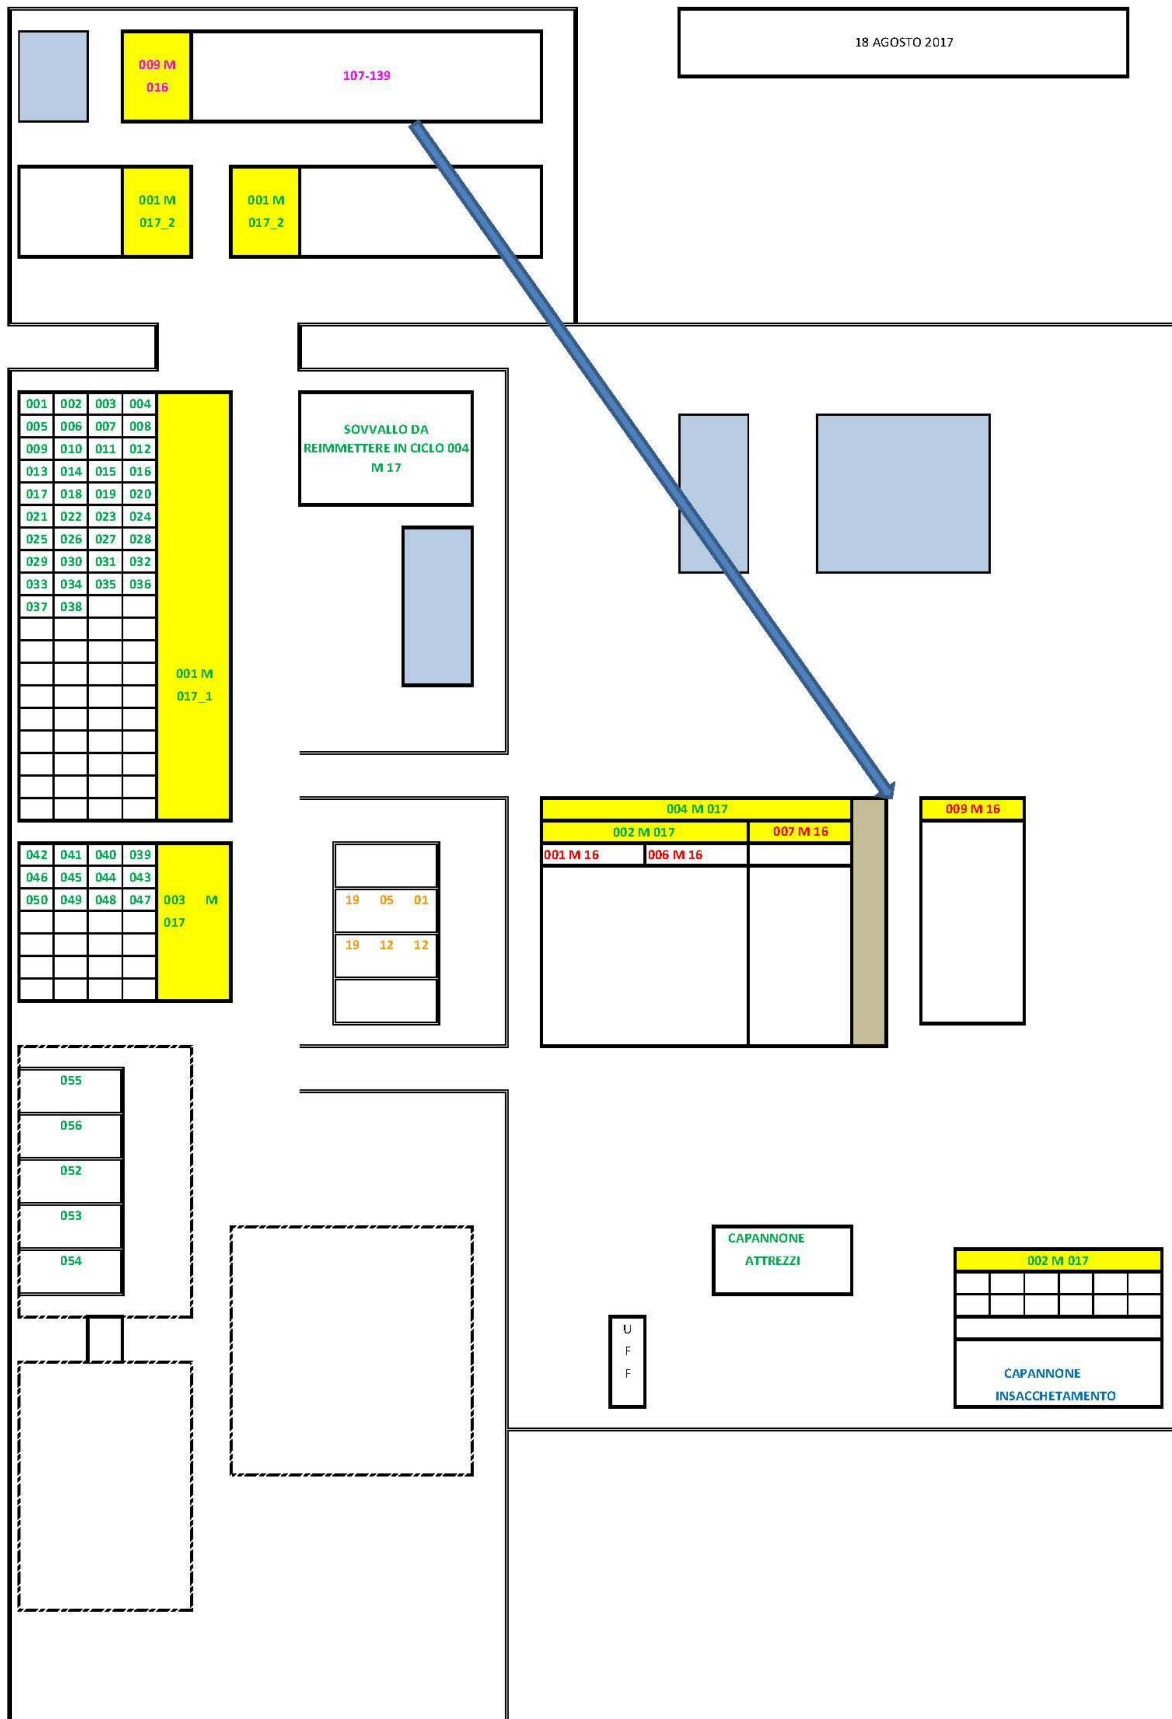 18 AGOSTO 2017
009 M
016
107-139
001 M
017_2
001 M
017_2
001 002 003 004
005 006 007 008
009 010 011 012
013 014 015 016
017 018 019 020
021 022 023 024
025 026 027 028
029 030 031 032
033 034 035 036
037 038
001 M
017_1
SOVVALLO DA
REIMMETTERE IN CICLO 004
M 17
004 M 017
002 M 017
007 M 16
001 M 16
006 M 16
009 M 16
042 041 040 039
046 045 044 043
050 049 048 047
003 M
017
19 05 01
19 12 12
055
056
052
053
054
CAPANNONE
ATTREZZI
U
F
F
002 M 017
CAPANNONE
INSACCHETAMENTO